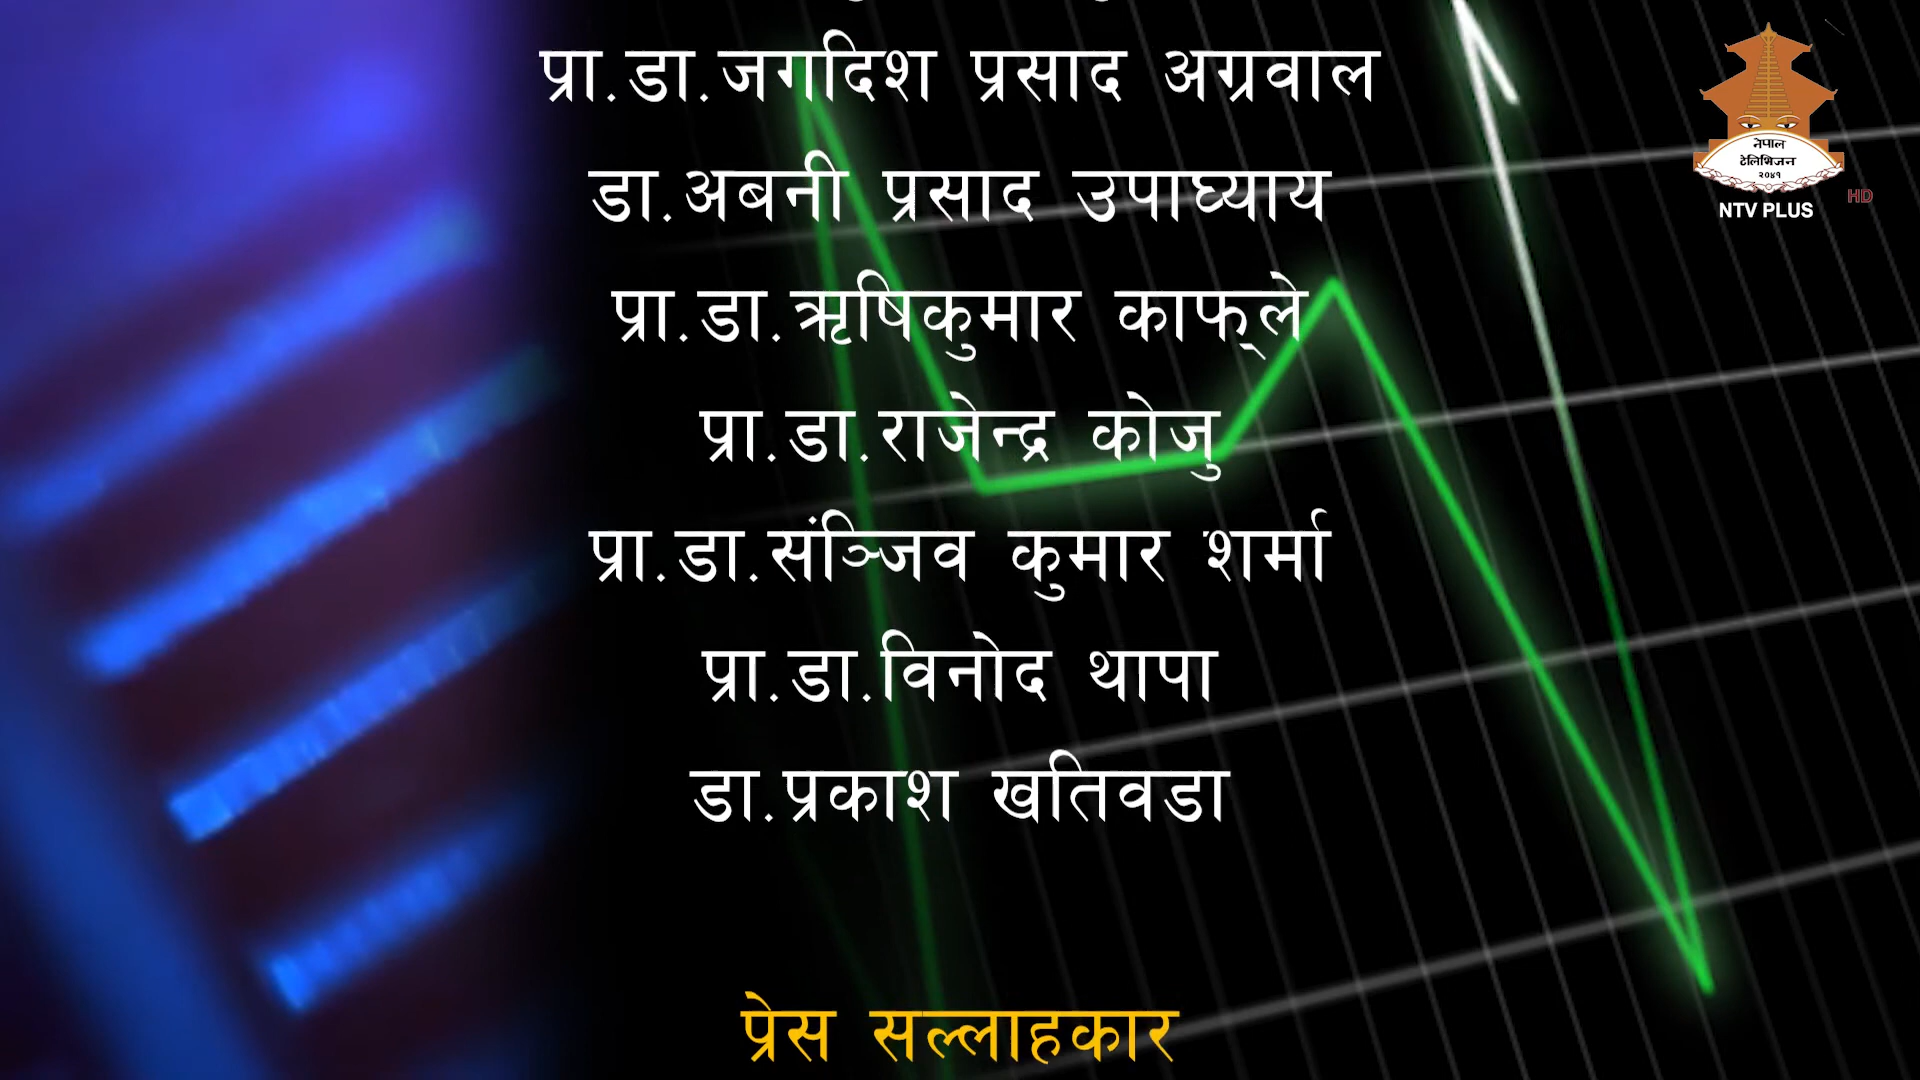 प्रा.डा.जगदिश प्रसाद अग्रवाल
डा.अबनी प्रसाद उपाघ्याय
प्रा.डा.ऋषिकुमार काफ्ले
प्रा.डा.राजेन्द्र कोजु
प्रा.डा.संञ्जिव कुमार शर्मा
प्रा.डा.विनोद थापा
डा.प्रकाश खतिवडा
प्रेस सल्लाहकार
नेपाल
टेलिभिजन
२०४१
NTV PLUS
HD